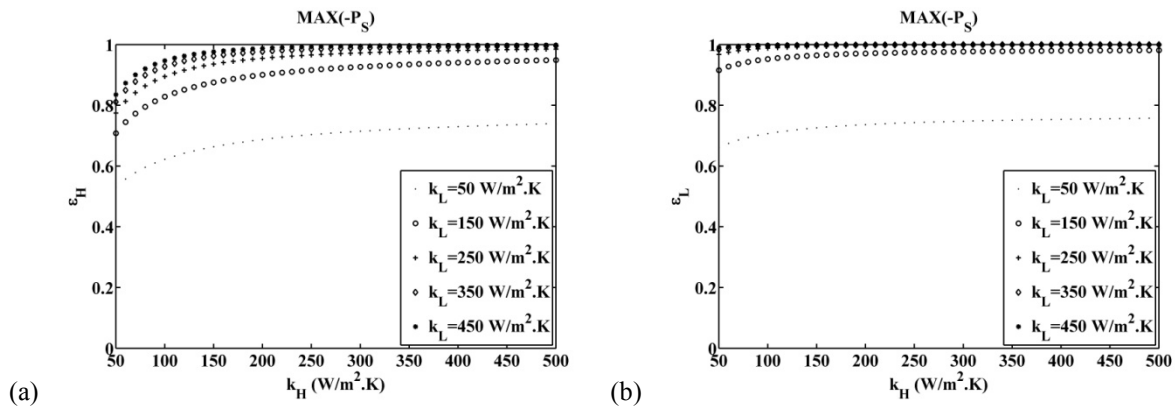 MAX(-P_S)
1
0.8
0.6
0.4
0.2
0
ε_H
50 100 150 200 250 300 350 400 450 500
k_H (W/m².K)
k_L=50 W/m².K
k_L=150 W/m².K
k_L=250 W/m².K
k_L=350 W/m².K
k_L=450 W/m².K
(a)
MAX(-P_S)
1
0.8
0.6
0.4
0.2
0
ε_L
50 100 150 200 250 300 350 400 450 500
k_H (W/m².K)
k_L=50 W/m².K
k_L=150 W/m².K
k_L=250 W/m².K
k_L=350 W/m².K
k_L=450 W/m².K
(b)